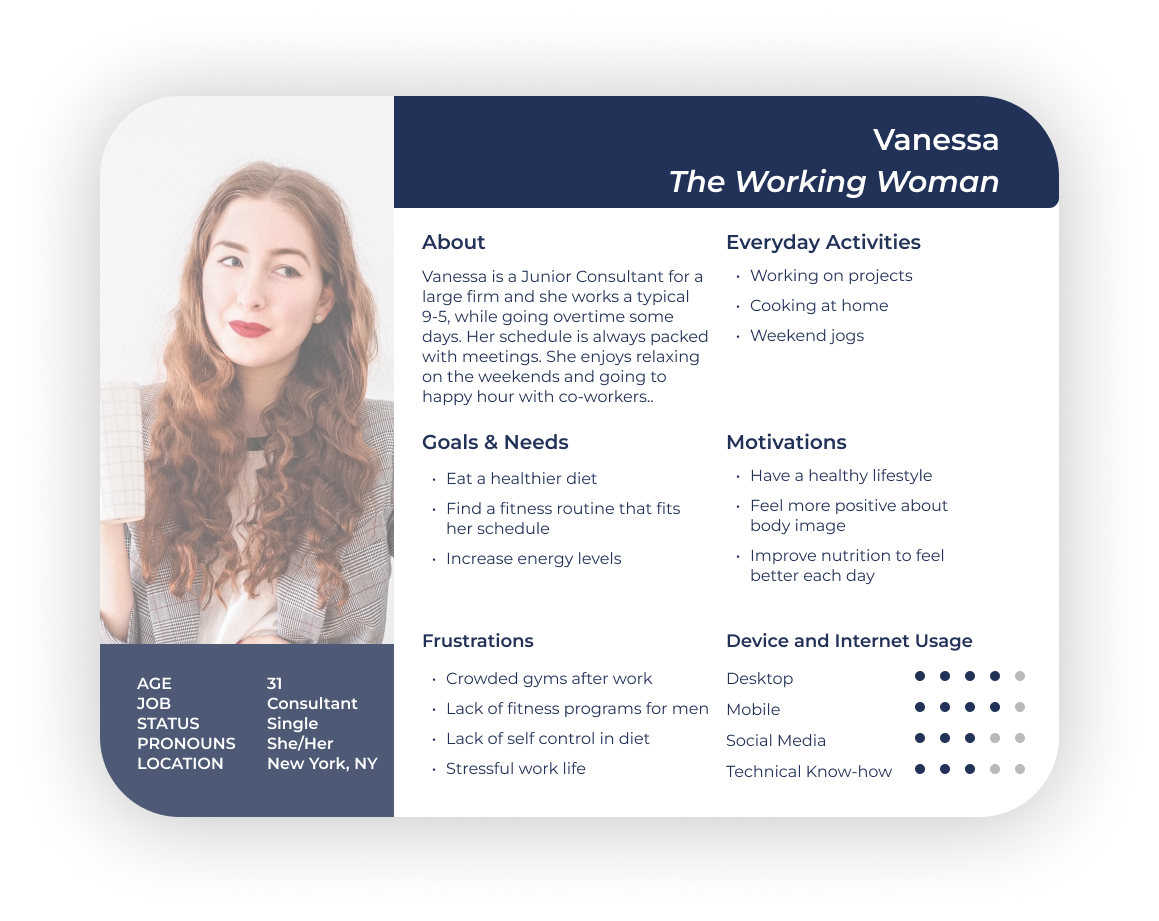 Vanessa
The Working Woman
About
Vanessa is a Junior Consultant for a
large firm and she works a typical
9-5, while going overtime some
days. Her schedule is always packed
with meetings. She enjoys relaxing
on the weekends and going to
happy hour with co-workers..
Everyday Activities
• Working on projects
• Cooking at home
• Weekend jogs
Goals & Needs
• Eat a healthier diet
• Find a fitness routine that fits
her schedule
• Increase energy levels
Motivations
• Have a healthy lifestyle
• Feel more positive about
body image
• Improve nutrition to feel
better each day
Frustrations
• Crowded gyms after work
• Lack of fitness programs for men
• Lack of self control in diet
• Stressful work life
Device and Internet Usage
Desktop
Mobile
Social Media
Technical Know-how
AGE 31
JOB Consultant
STATUS Single
PRONOUNS She/Her
LOCATION New York, NY